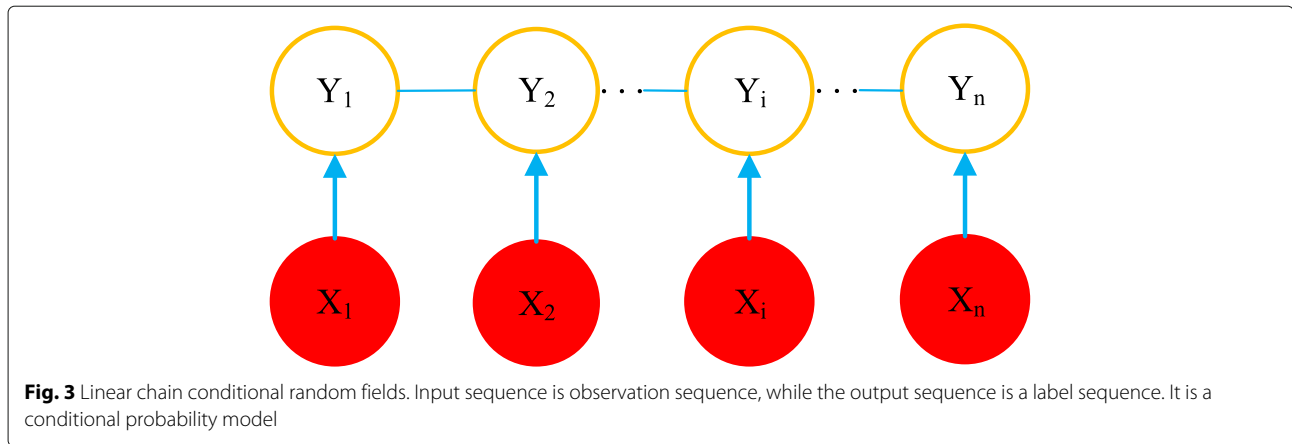 Y₁ Y₂ ··· Yᵢ ··· Yₙ
X₁ X₂ Xᵢ Xₙ
Fig. 3 Linear chain conditional random fields. Input sequence is observation sequence, while the output sequence is a label sequence. It is a
conditional probability model